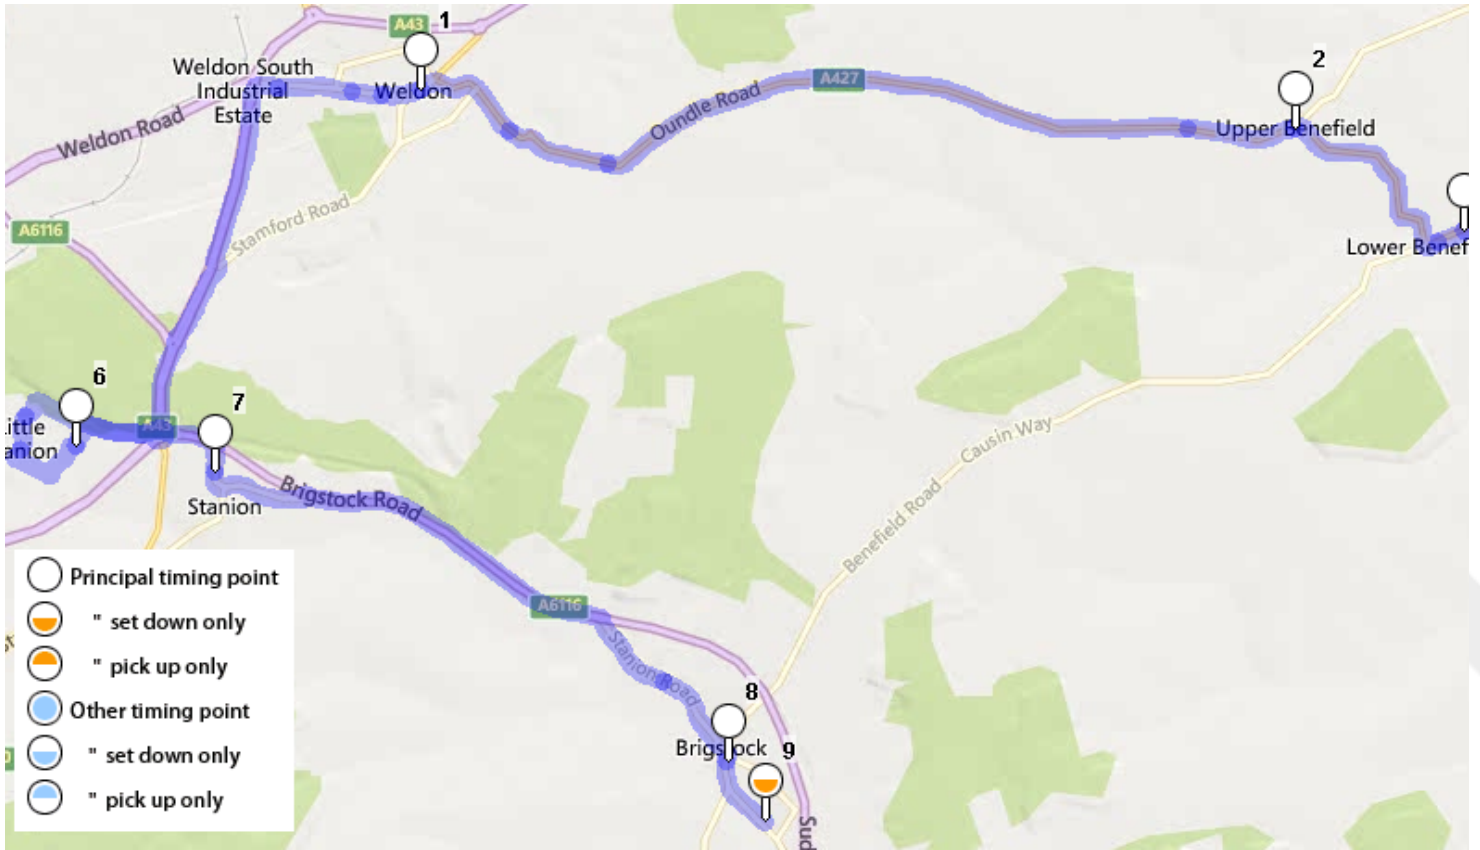 A43
1
2
Weldon South
Industrial
Estate
Weldon
Oundle Road
A427
Upper Benefield
Weldon Road
A6116
Stamford Road
Lower Benef
6
7
A43
ittle
anion
Stanion
Brigstock Road
Causin Way
Benefield Road
A6116
Stanion Road
8
Brigstock
9
Sud
Principal timing point
" set down only
" pick up only
Other timing point
" set down only
" pick up only